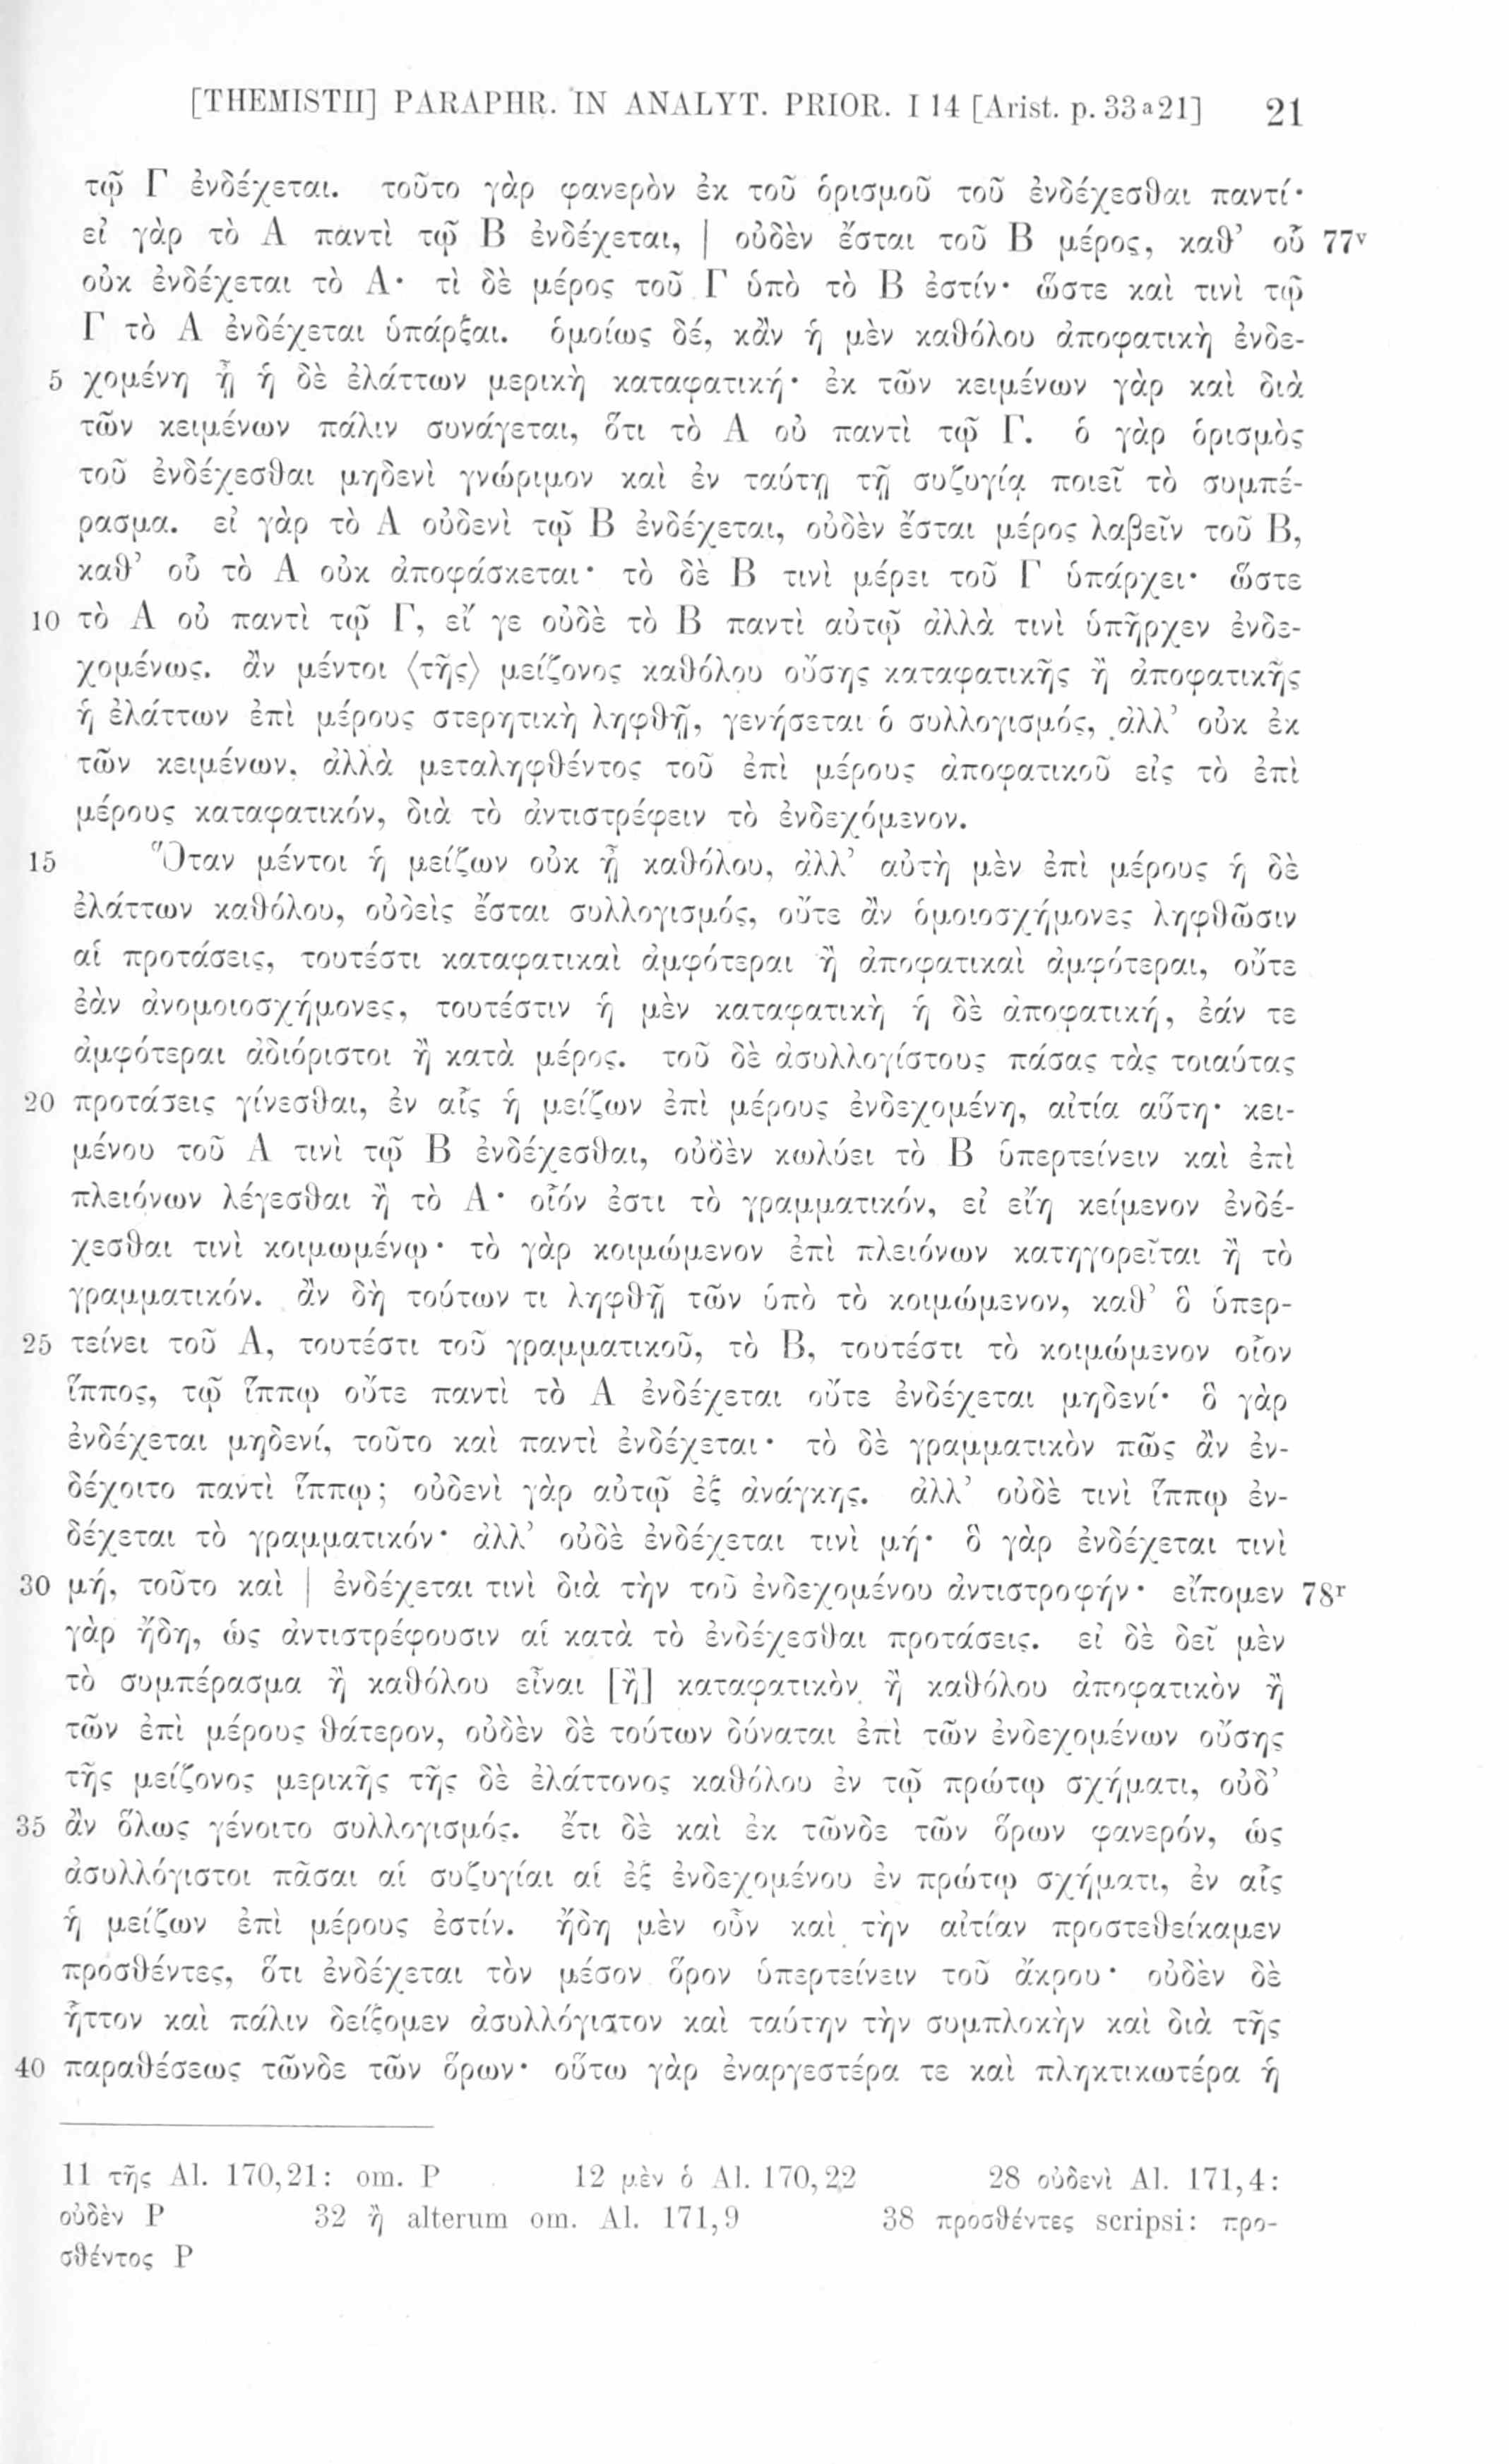 [THEMISTII] PARAPHR. IN ANALYT. PRIOR. I 14 [Arist. p. 33ᵃ21] 21
τῷ Γ ἐνδέχεται. τοῦτο γὰρ φανερὸν ἐκ τοῦ ὁρισμοῦ τοῦ ἐνδέχεσθαι παντί·
εἰ γὰρ τὸ Α παντὶ τῷ Β ἐνδέχεται, | οὐδὲν ἔσται τοῦ Β μέρος, καθ’ οὗ 77ᵛ
οὐκ ἐνδέχεται τὸ Α· τὶ δὲ μέρος τοῦ Γ ὑπὸ τὸ Β ἐστίν· ὥστε καὶ τινὶ τῷ
Γ τὸ Α ἐνδέχεται ὑπάρξαι. ὁμοίως δέ, κἂν ἡ μὲν καθόλου ἀποφατικὴ ἐνδε-
5 χομένη ᾖ ἡ δὲ ἐλάττων μερικὴ καταφατική· ἐκ τῶν κειμένων γὰρ καὶ διὰ
τῶν κειμένων πάλιν συνάγεται, ὅτι τὸ Α οὐ παντὶ τῷ Γ. ὁ γὰρ ὁρισμὸς
τοῦ ἐνδέχεσθαι μηδενὶ γνώριμον καὶ ἐν ταύτῃ τῇ συζυγίᾳ ποιεῖ τὸ συμπέ-
ρασμα. εἰ γὰρ τὸ Α οὐδενὶ τῷ Β ἐνδέχεται, οὐδὲν ἔσται μέρος λαβεῖν τοῦ Β,
καθ’ οὗ τὸ Α οὐκ ἀποφάσκεται· τὸ δὲ Β τινὶ μέρει τοῦ Γ ὑπάρχει· ὥστε
10 τὸ Α οὐ παντὶ τῷ Γ, εἴ γε οὐδὲ τὸ Β παντὶ αὐτῷ ἀλλὰ τινὶ ὑπῆρχεν ἐνδε-
χομένως. ἂν μέντοι ⟨τῆς⟩ μείζονος καθόλου οὔσης καταφατικῆς ἢ ἀποφατικῆς
ἡ ἐλάττων ἐπὶ μέρους στερητικὴ ληφθῇ, γενήσεται ὁ συλλογισμός, ἀλλ’ οὐκ ἐκ
τῶν κειμένων, ἀλλὰ μεταληφθέντος τοῦ ἐπὶ μέρους ἀποφατικοῦ εἰς τὸ ἐπὶ
μέρους καταφατικόν, διὰ τὸ ἀντιστρέφειν τὸ ἐνδεχόμενον.
15 Ὅταν μέντοι ἡ μείζων οὐκ ᾖ καθόλου, ἀλλ’ αὐτὴ μὲν ἐπὶ μέρους ἡ δὲ
ἐλάττων καθόλου, οὐδεὶς ἔσται συλλογισμός, οὔτε ἂν ὁμοιοσχήμονες ληφθῶσιν
αἱ προτάσεις, τουτέστι καταφατικαὶ ἀμφότεραι ἢ ἀποφατικαὶ ἀμφότεραι, οὔτε
ἐὰν ἀνομοιοσχήμονες, τουτέστιν ἡ μὲν καταφατικὴ ἡ δὲ ἀποφατική, ἐάν τε
ἀμφότεραι ἀδιόριστοι ἢ κατὰ μέρος. τοῦ δὲ ἀσυλλογίστους πάσας τὰς τοιαύτας
20 προτάσεις γίνεσθαι, ἐν αἷς ἡ μείζων ἐπὶ μέρους ἐνδεχομένη, αἰτία αὕτη· κει-
μένου τοῦ Α τινὶ τῷ Β ἐνδέχεσθαι, οὐδὲν κωλύει τὸ Β ὑπερτείνειν καὶ ἐπὶ
πλειόνων λέγεσθαι ἢ τὸ Α· οἷόν ἐστι τὸ γραμματικόν, εἰ εἴη κείμενον ἐνδέ-
χεσθαι τινὶ κοιμωμένῳ· τὸ γὰρ κοιμώμενον ἐπὶ πλειόνων κατηγορεῖται ἢ τὸ
γραμματικόν. ἂν δὴ τούτων τι ληφθῇ τῶν ὑπὸ τὸ κοιμώμενον, καθ’ ὃ ὑπερ-
25 τείνει τοῦ Α, τουτέστι τοῦ γραμματικοῦ, τὸ Β, τουτέστι τὸ κοιμώμενον οἷον
ἵππος, τῷ ἵππῳ οὔτε παντὶ τὸ Α ἐνδέχεται οὔτε ἐνδέχεται μηδενί· ὃ γὰρ
ἐνδέχεται μηδενί, τοῦτο καὶ παντὶ ἐνδέχεται· τὸ δὲ γραμματικὸν πῶς ἂν ἐν-
δέχοιτο παντὶ ἵππῳ; οὐδενὶ γὰρ αὐτῷ ἐξ ἀνάγκης. ἀλλ’ οὐδὲ τινὶ ἵππῳ ἐν-
δέχεται τὸ γραμματικόν· ἀλλ’ οὐδὲ ἐνδέχεται τινὶ μή· ὃ γὰρ ἐνδέχεται τινὶ
30 μή, τοῦτο καὶ | ἐνδέχεται τινὶ διὰ τὴν τοῦ ἐνδεχομένου ἀντιστροφήν· εἴπομεν 78ʳ
γὰρ ἤδη, ὡς ἀντιστρέφουσιν αἱ κατὰ τὸ ἐνδέχεσθαι προτάσεις. εἰ δὲ δεῖ μὲν
τὸ συμπέρασμα ἢ καθόλου εἶναι [ἢ] καταφατικὸν ἢ καθόλου ἀποφατικὸν ἢ
τῶν ἐπὶ μέρους θάτερον, οὐδὲν δὲ τούτων δύναται ἐπὶ τῶν ἐνδεχομένων οὔσης
τῆς μείζονος μερικῆς τῆς δὲ ἐλάττονος καθόλου ἐν τῷ πρώτῳ σχήματι, οὐδ’
35 ἂν ὅλως γένοιτο συλλογισμός. ἔτι δὲ καὶ ἐκ τῶνδε τῶν ὅρων φανερόν, ὡς
ἀσυλλόγιστοι πᾶσαι αἱ συζυγίαι αἱ ἐξ ἐνδεχομένου ἐν πρώτῳ σχήματι, ἐν αἷς
ἡ μείζων ἐπὶ μέρους ἐστίν. ἤδη μὲν οὖν καὶ τὴν αἰτίαν προστεθείκαμεν
προσθέντες, ὅτι ἐνδέχεται τὸν μέσον ὅρον ὑπερτείνειν τοῦ ἄκρου· οὐδὲν δὲ
ἧττον καὶ πάλιν δείξομεν ἀσυλλόγιστον καὶ ταύτην τὴν συμπλοκὴν καὶ διὰ τῆς
40 παραθέσεως τῶνδε τῶν ὅρων· οὕτω γὰρ ἐναργεστέρα τε καὶ πληκτικωτέρα ἡ
11 τῆς Al. 170,21: om. P 12 μὲν ὁ Al. 170,22 28 οὐδενὶ Al. 171,4:
οὐδὲν P 32 ἢ alterum om. Al. 171,9 38 προσθέντες scripsi: προ-
σθέντος P